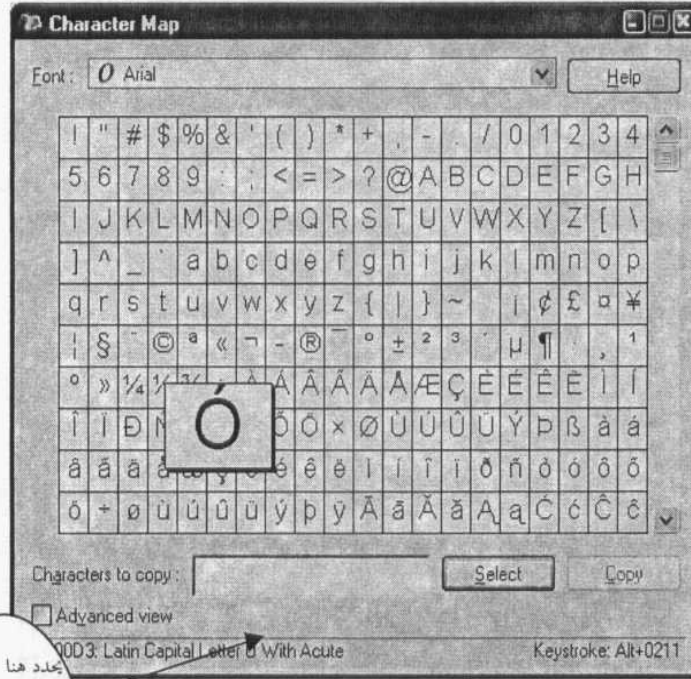 Character Map
Font : O Arial Help
! " # $ % & ' ( ) * + , - . / 0 1 2 3 4
5 6 7 8 9 : ; < = > ? @ A B C D E F G H
I J K L M N O P Q R S T U V W X Y Z [ \
] ^ _ ` a b c d e f g h i j k l m n o p
q r s t u v w x y z { | } ~ ¡ ¢ £ ¤ ¥
¦ § ¨ © ª « ¬ - ® ¯ ° ± ² ³ ´ µ ¶ · ¸ ¹
º » ¼ À Á Â Ã Ä Å Æ Ç È É Ê Ë Ì Í
Î Ï Ð Ó Õ Ö × Ø Ù Ú Û Ü Ý Þ ß à á
â ã ä é ê ë ì í î ï ð ñ ò ó ô õ
ö ÷ ø ù ú û ü ý þ ÿ Ā ā Ă ă Ą ą Ć ć Ĉ ĉ
Characters to copy : Select Copy
Advanced view
00D3: Latin Capital Letter With Acute Keystroke: Alt+0211
يحدد هنا